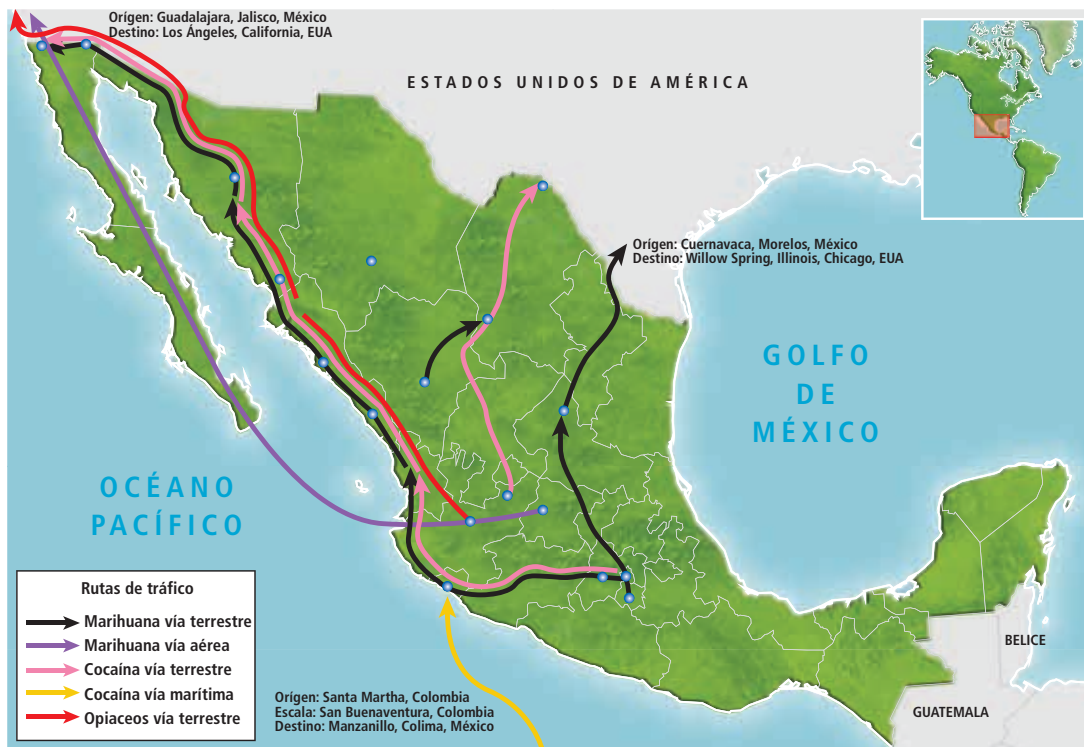 Orígen: Guadalajara, Jalisco, México
Destino: Los Ángeles, California, EUA
ESTADOS UNIDOS DE AMÉRICA
Orígen: Cuernavaca, Morelos, México
Destino: Willow Spring, Illinois, Chicago, EUA
GOLFO
DE
MÉXICO
OCÉANO
PACÍFICO
Rutas de tráfico
Marihuana vía terrestre
Marihuana vía aérea
Cocaína vía terrestre
Cocaína vía marítima
Opiaceos vía terrestre
Orígen: Santa Martha, Colombia
Escala: San Buenaventura, Colombia
Destino: Manzanillo, Colima, México
BELICE
GUATEMALA